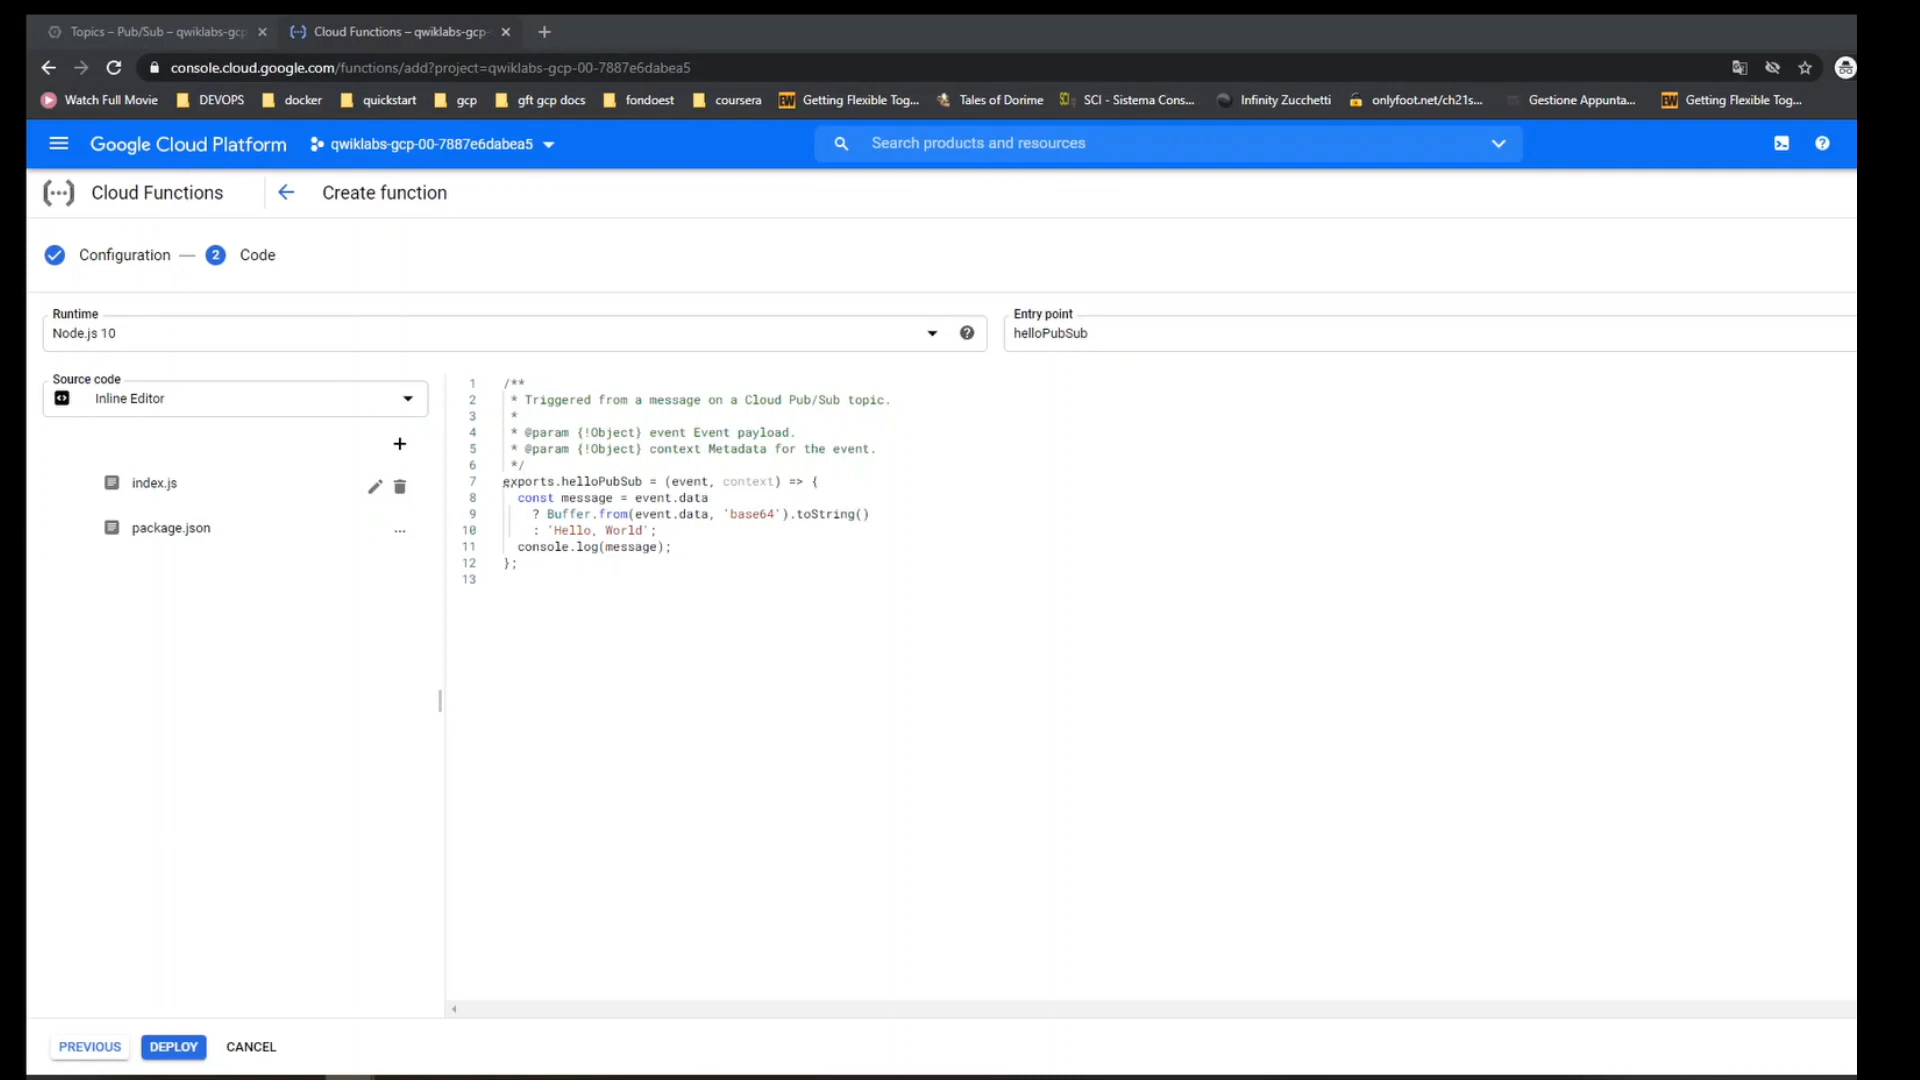 Topics – Pub/Sub – qwiklabs-gcp
Cloud Functions – qwiklabs-gcp-
console.cloud.google.com/functions/add?project=qwiklabs-gcp-00-7887e6dabea5
Watch Full Movie DEVOPS docker quickstart gcp gft gcp docs fondoest coursera EW Getting Flexible Tog... Tales of Dorime SCI - Sistema Cons... Infinity Zucchetti onlyfoot.net/ch21s... Gestione Appunta... EW Getting Flexible Tog...
Google Cloud Platform qwiklabs-gcp-00-7887e6dabea5 Search products and resources
Cloud Functions Create function
Configuration — 2 Code
Runtime
Node.js 10
Entry point
helloPubSub
Source code
Inline Editor
index.js
package.json ...
1 /**
2 * Triggered from a message on a Cloud Pub/Sub topic.
3 *
4 * @param {!Object} event Event payload.
5 * @param {!Object} context Metadata for the event.
6 */
7 exports.helloPubSub = (event, context) => {
8 const message = event.data
9 ? Buffer.from(event.data, 'base64').toString()
10 : 'Hello, World';
11 console.log(message);
12 };
13
PREVIOUS DEPLOY CANCEL